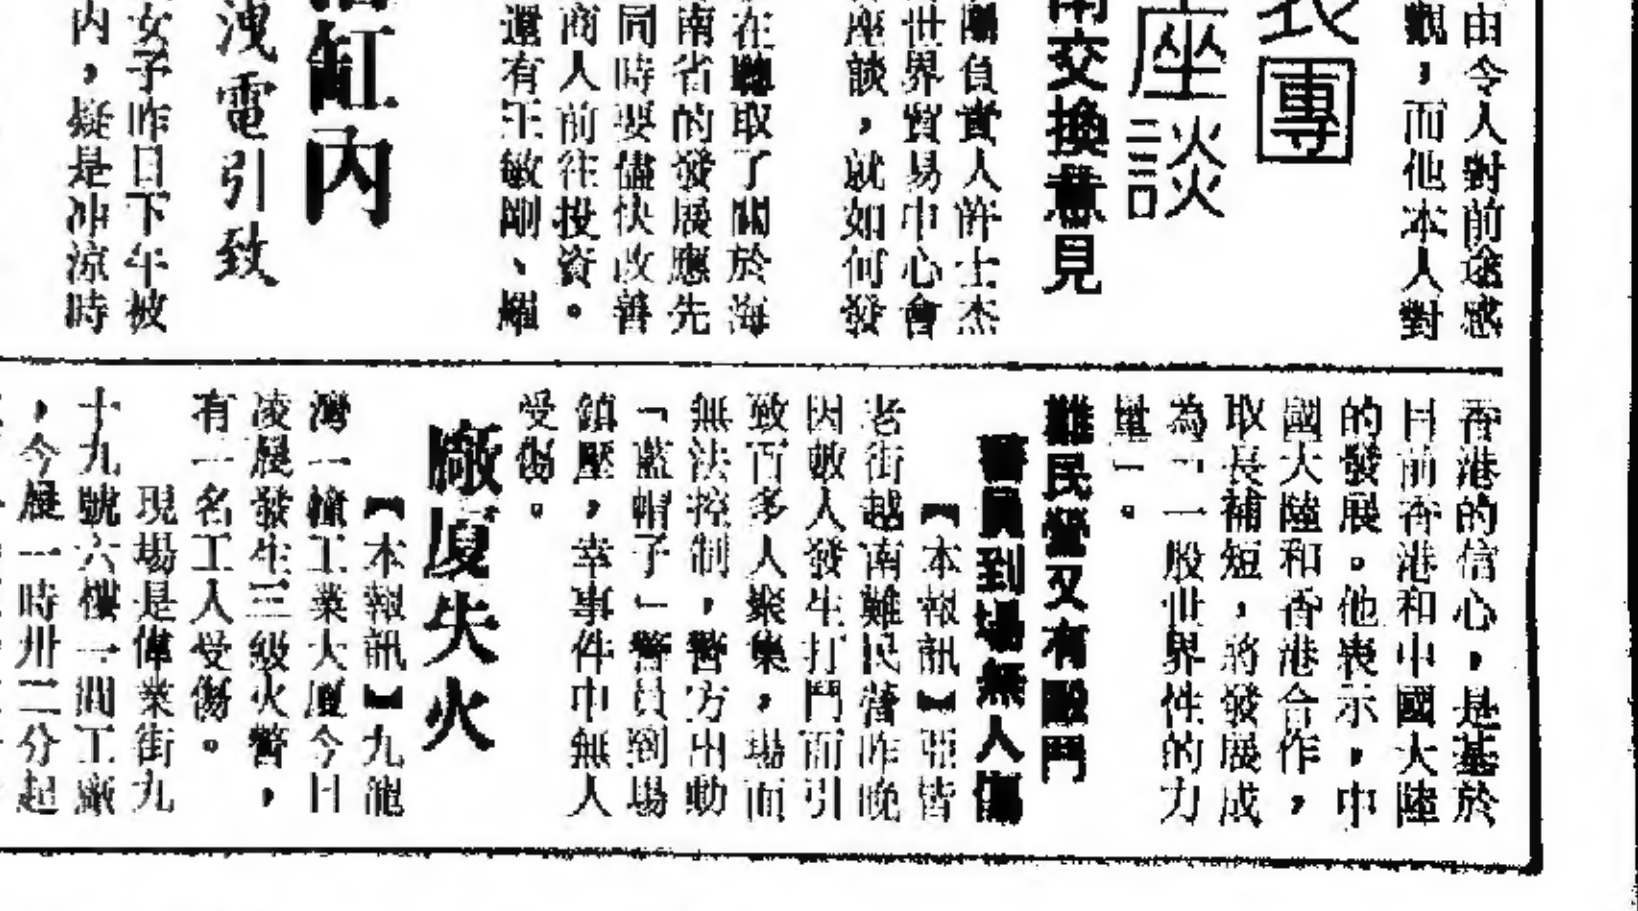 由令人對前途感
觀，而他本人對
表團
座談
南交換意見
剛負責人許士杰
世界貿易中心會
座談，就如何發
在聽取了關於海
南省的發展應先
同時要儘快改善
商人前往投資。
還有王敏剛、羅
缸內
洩電引致
女子昨日下午被
內，疑是冲涼時
香港的信心，是基於
目前香港和中國大陸
的發展。他表示，中
國大陸和香港合作，
取長補短，將發展成
為「一股世界性的力
量」。
難民營又有毆鬥
警員到場無人傷
【本報訊】亞皆
老街越南難民營昨晚
因數人發生打鬥而引
致百多人聚集，場面
無法控制，警方出動
「藍帽子」警員到場
鎮壓，幸事件中無人
受傷。
廠廈失火
【本報訊】九龍
灣一幢工業大廈今日
凌晨發生三級火警，
有一名工人受傷。
現場是偉業街九
十九號六樓一間工廠
，今晨一時卅二分起